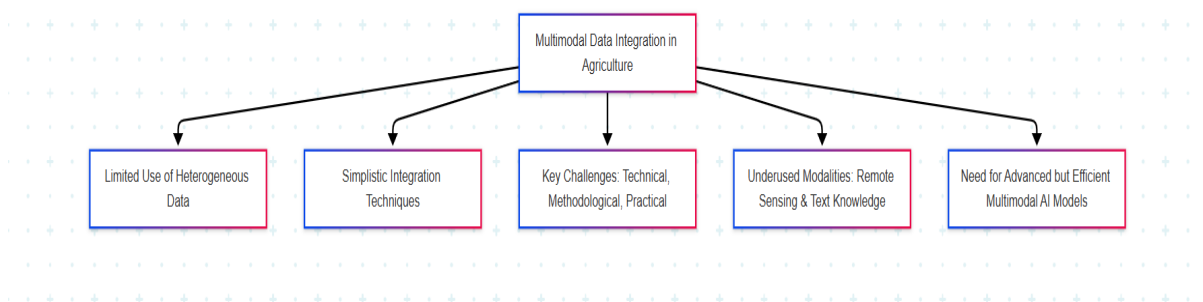 Multimodal Data Integration in
Agriculture
Limited Use of Heterogeneous
Data
Simplistic Integration
Techniques
Key Challenges: Technical,
Methodological, Practical
Underused Modalities: Remote
Sensing & Text Knowledge
Need for Advanced but Efficient
Multimodal AI Models